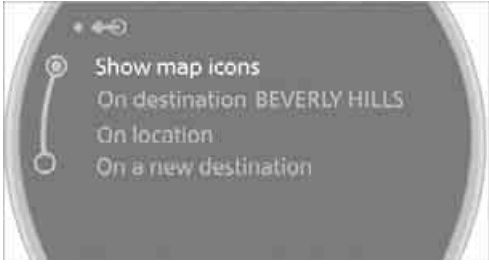 Show map icons
On destination BEVERLY HILLS
On location
On a new destination